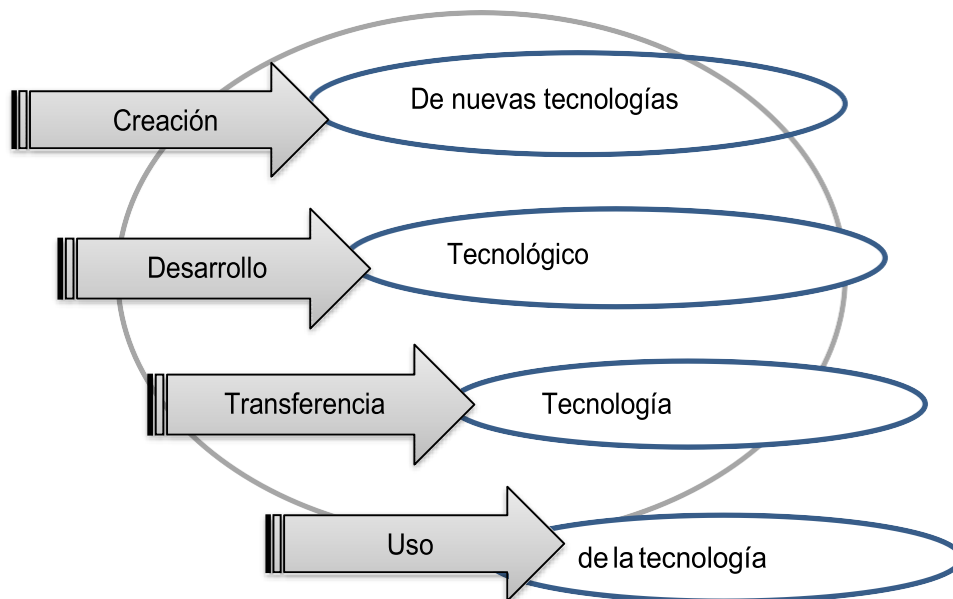 Creación
De nuevas tecnologías
Desarrollo
Tecnológico
Transferencia
Tecnología
Uso
de la tecnología